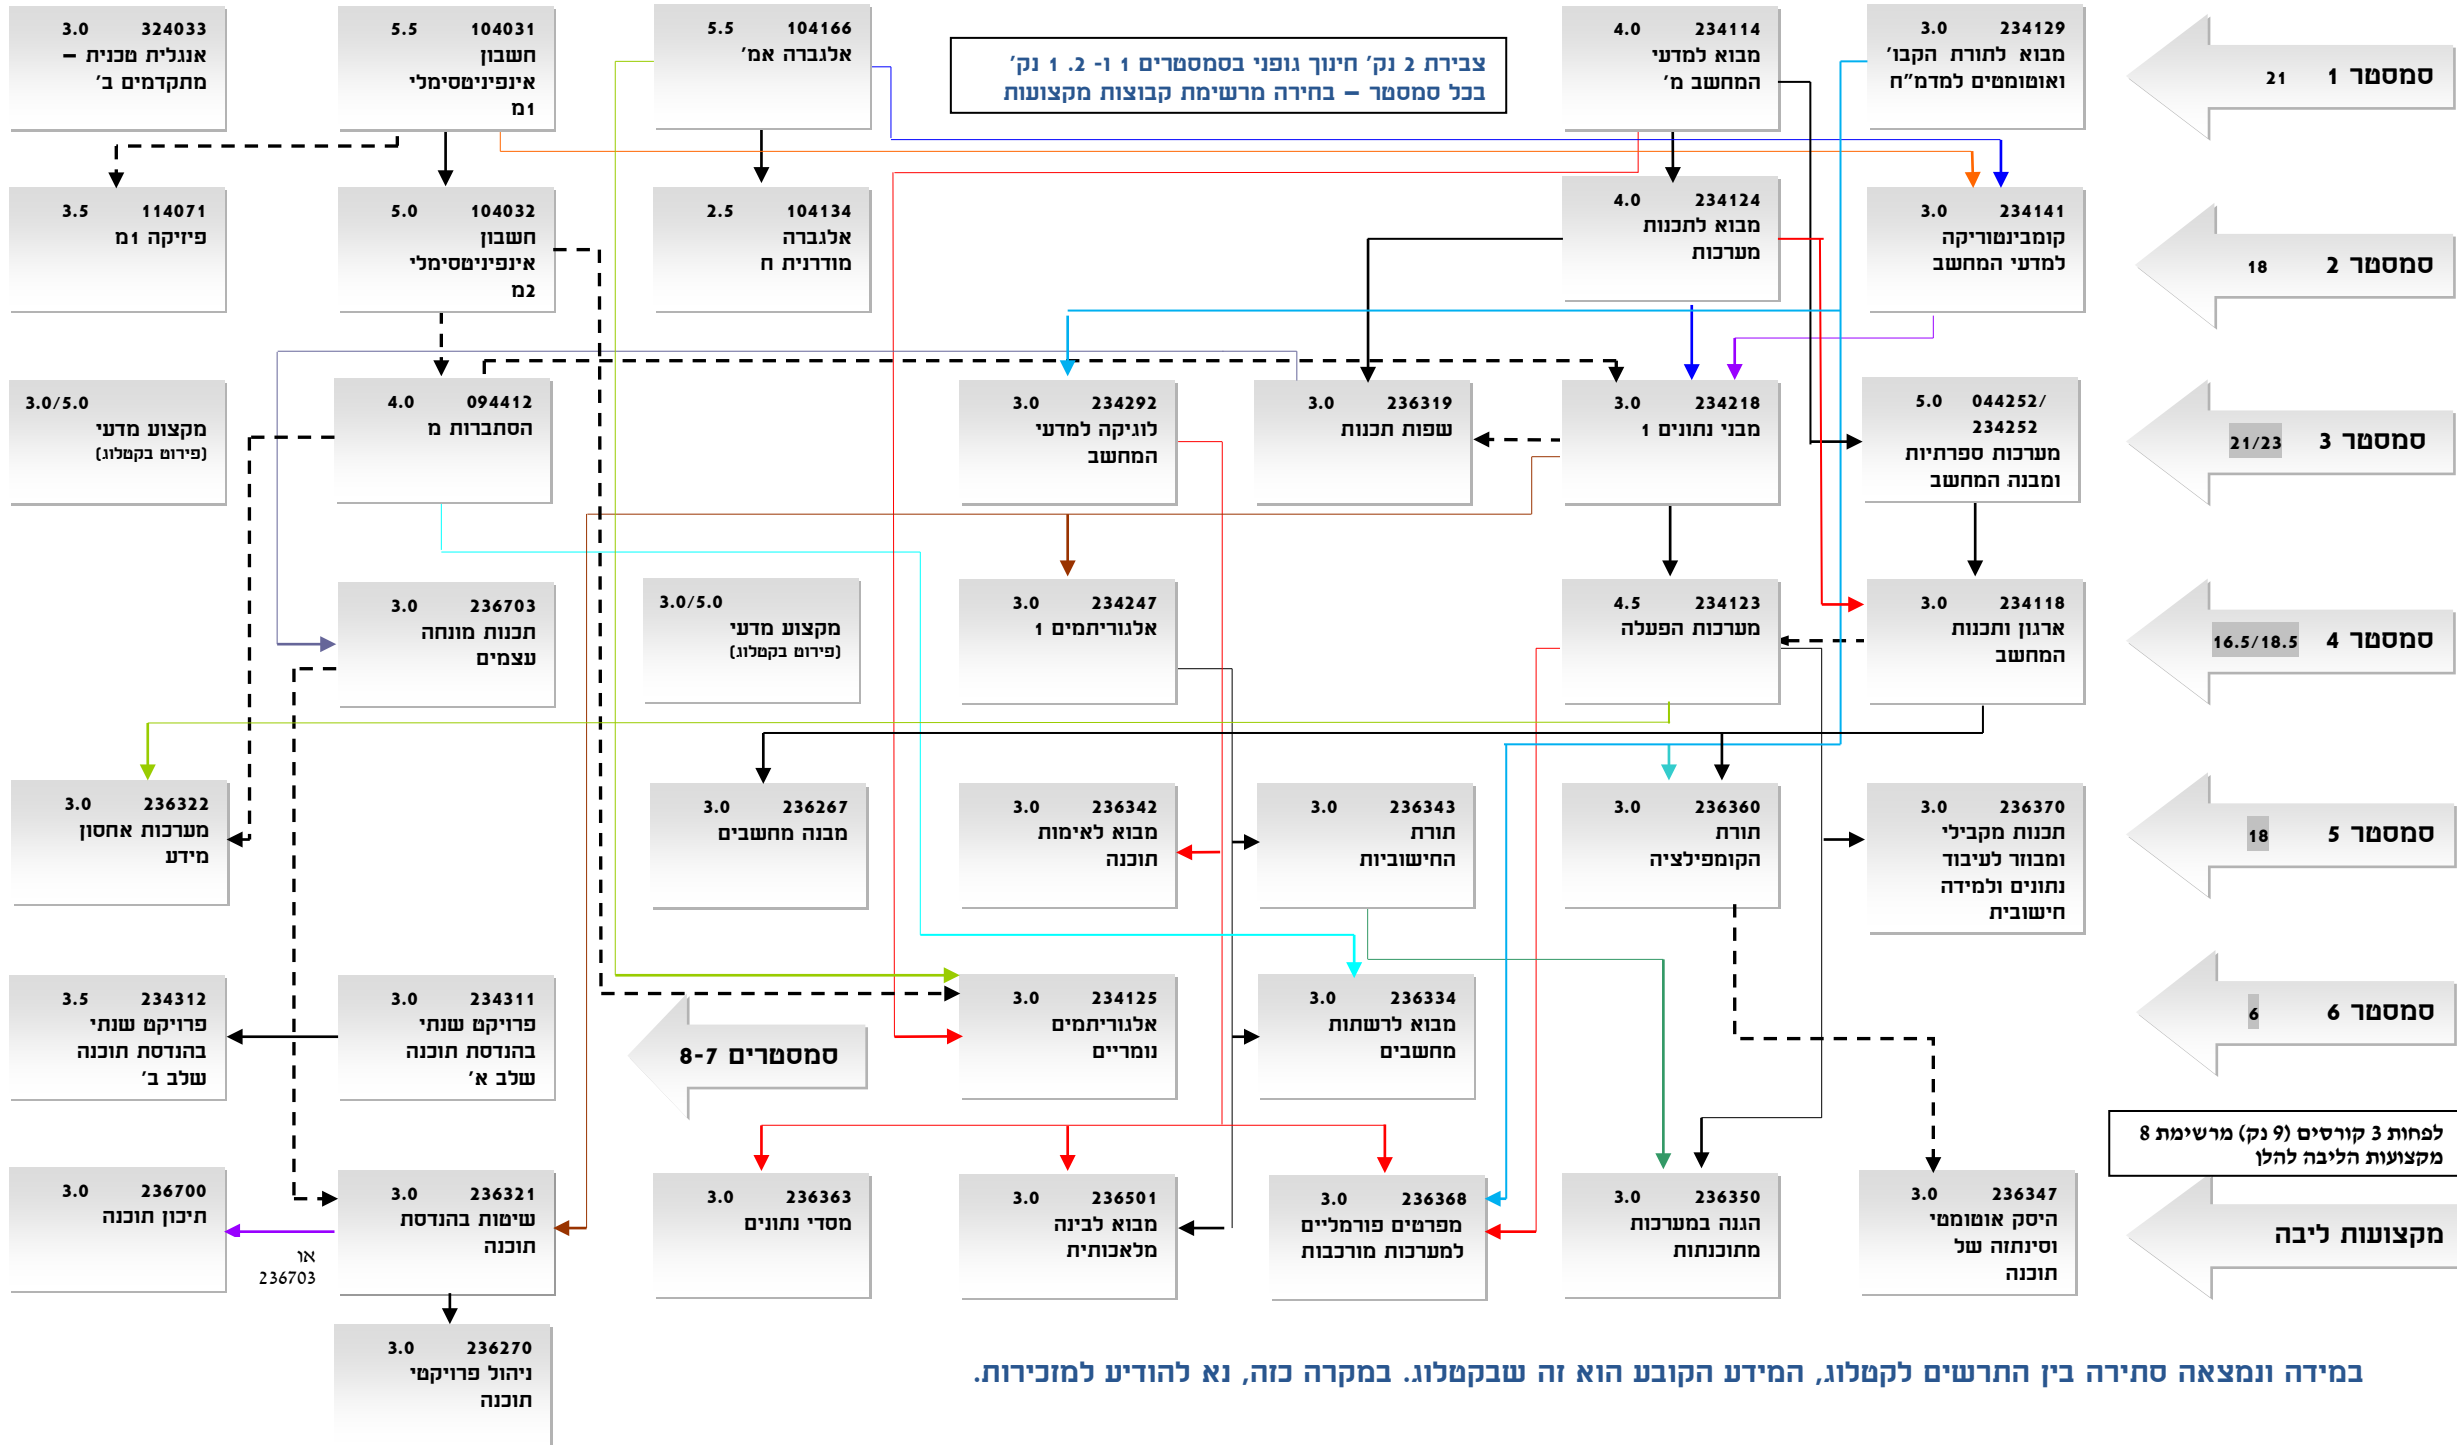 סמסטר 1 21
234129 3.0
מבוא לתורת הקבו'
ואוטומטים למדמ"ח
234114 4.0
מבוא למדעי
המחשב מ'
צבירת 2 נק' חינוך גופני בסמסטרים 1 ו- 2. 1 נק'
בכל סמסטר – בחירה מרשימת קבוצות מקצועות
104166 5.5
אלגברה אמ'
104031 5.5
חשבון
אינפיניטסימלי
1מ
324033 3.0
אנגלית טכנית –
מתקדמים ב'
סמסטר 2 18
234141 3.0
קומבינטוריקה
למדעי המחשב
234124 4.0
מבוא לתכנות
מערכות
104134 2.5
אלגברה
מודרנית ח
104032 5.0
חשבון
אינפיניטסימלי
2מ
114071 3.5
פיזיקה 1מ
סמסטר 3 21/23
044252/ 5.0
234252
מערכות ספרתיות
ומבנה המחשב
234218 3.0
מבני נתונים 1
236319 3.0
שפות תכנות
234292 3.0
לוגיקה למדעי
המחשב
094412 4.0
הסתברות מ
3.0/5.0
מקצוע מדעי
(פירוט בקטלוג)
סמסטר 4 16.5/18.5
234118 3.0
ארגון ותכנות
המחשב
234123 4.5
מערכות הפעלה
234247 3.0
אלגוריתמים 1
3.0/5.0
מקצוע מדעי
(פירוט בקטלוג)
236703 3.0
תכנות מונחה
עצמים
סמסטר 5 18
236370 3.0
תכנות מקבילי
ומבוזר לעיבוד
נתונים ולמידה
חישובית
236360 3.0
תורת
הקומפילציה
236343 3.0
תורת
החישוביות
236342 3.0
מבוא לאימות
תוכנה
236267 3.0
מבנה מחשבים
236322 3.0
מערכות אחסון
מידע
סמסטר 6 6
236334 3.0
מבוא לרשתות
מחשבים
234125 3.0
אלגוריתמים
נומריים
סמסטרים 8-7
234311 3.0
פרויקט שנתי
בהנדסת תוכנה
שלב א'
234312 3.5
פרויקט שנתי
בהנדסת תוכנה
שלב ב'
לפחות 3 קורסים (9 נק) מרשימת 8
מקצועות הליבה להלן
מקצועות ליבה
236347 3.0
היסק אוטומטי
וסינתזה של
תוכנה
236350 3.0
הגנה במערכות
מתוכנתות
236368 3.0
מפרטים פורמליים
למערכות מורכבות
236501 3.0
מבוא לבינה
מלאכותית
236363 3.0
מסדי נתונים
236321 3.0
שיטות בהנדסת
תוכנה
או
236703
236700 3.0
תיכון תוכנה
236270 3.0
ניהול פרויקטי
תוכנה
במידה ונמצאה סתירה בין התרשים לקטלוג, המידע הקובע הוא זה שבקטלוג. במקרה כזה, נא להודיע למזכירות.